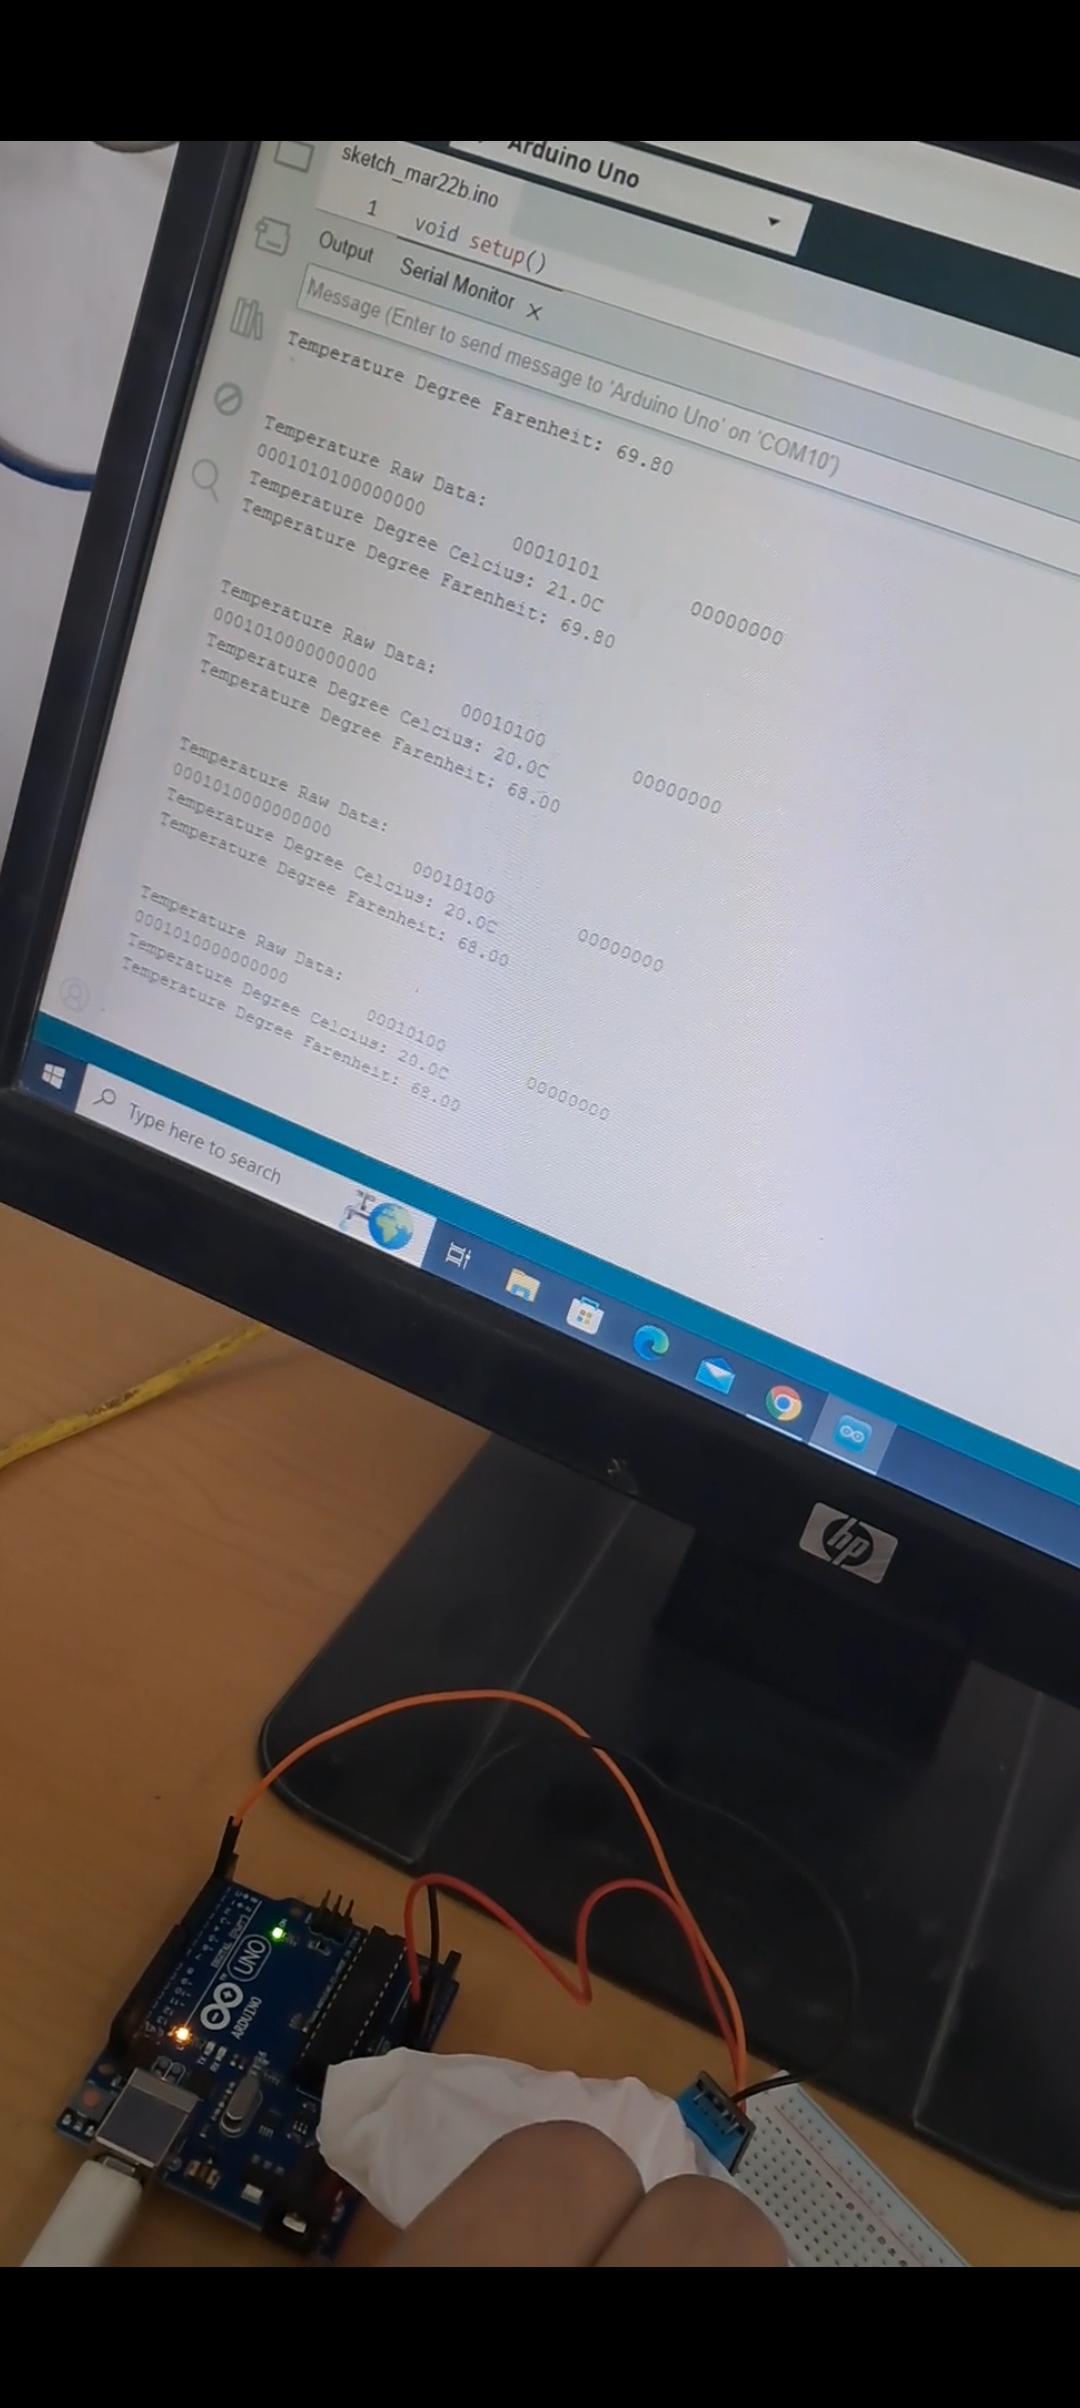 Arduino Uno
sketch_mar22b.ino
1 void setup()
Output Serial Monitor X
Message (Enter to send message to 'Arduino Uno' on 'COM10')
Temperature Degree Farenheit: 69.80
Temperature Raw Data: 00010101 00000000
0001010100000000
Temperature Degree Celcius: 21.0C
Temperature Degree Farenheit: 69.80
Temperature Raw Data: 00010100 00000000
0001010000000000
Temperature Degree Celcius: 20.0C
Temperature Degree Farenheit: 68.00
Temperature Raw Data: 00010100 00000000
0001010000000000
Temperature Degree Celcius: 20.0C
Temperature Degree Farenheit: 68.00
Temperature Raw Data: 00010100 00000000
0001010000000000
Temperature Degree Celcius: 20.0C
Temperature Degree Farenheit: 68.00
Type here to search
hp
UNO
ARDUINO